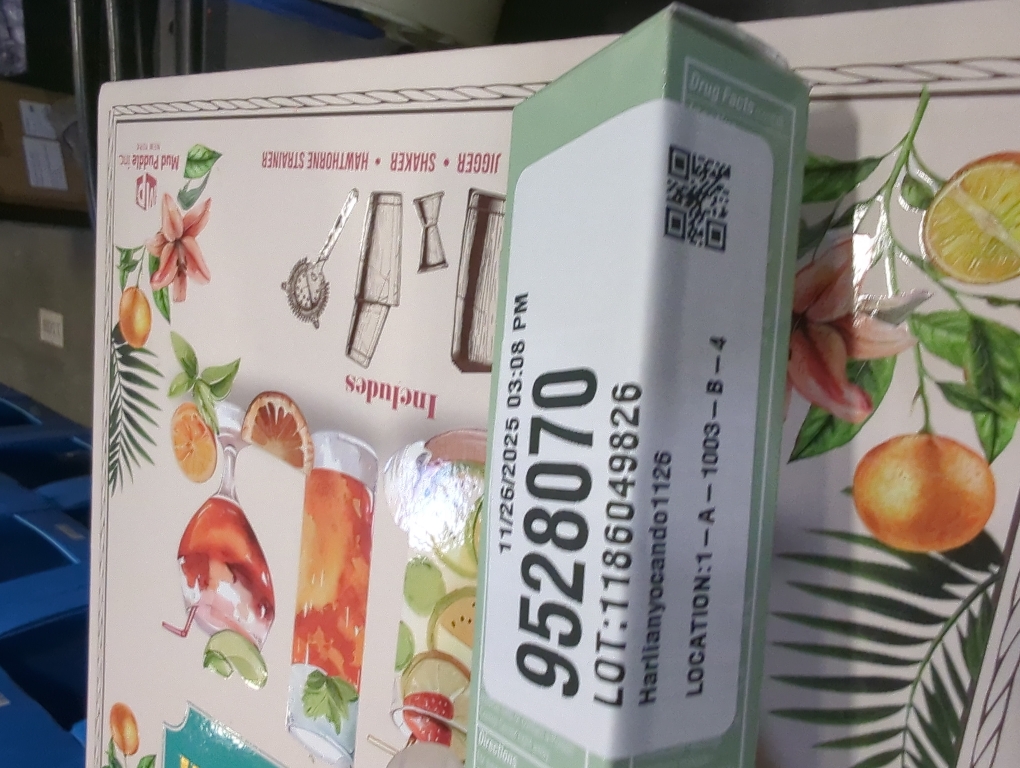 11/26/2025 03:08 PM
9528070
LOT:1186049826
Harlianyocando1126
LOCATION:1-A-1003-B-4
Drug Facts
Directions
Includes
JIGGER • SHAKER • HAWTHORNE STRAINER
Mud Puddle inc.
NEW YORK